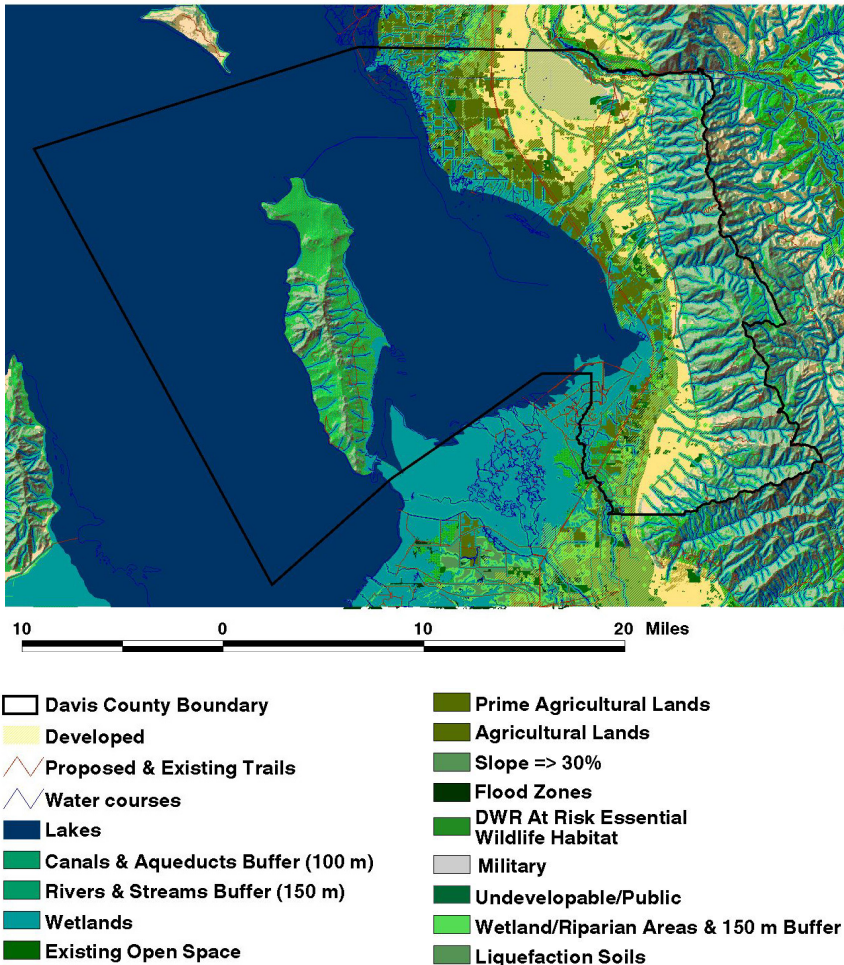 10 0 10 20 Miles
Davis County Boundary
Developed
Proposed & Existing Trails
Water courses
Lakes
Canals & Aqueducts Buffer (100 m)
Rivers & Streams Buffer (150 m)
Wetlands
Existing Open Space
Prime Agricultural Lands
Agricultural Lands
Slope => 30%
Flood Zones
DWR At Risk Essential
Wildlife Habitat
Military
Undevelopable/Public
Wetland/Riparian Areas & 150 m Buffer
Liquefaction Soils